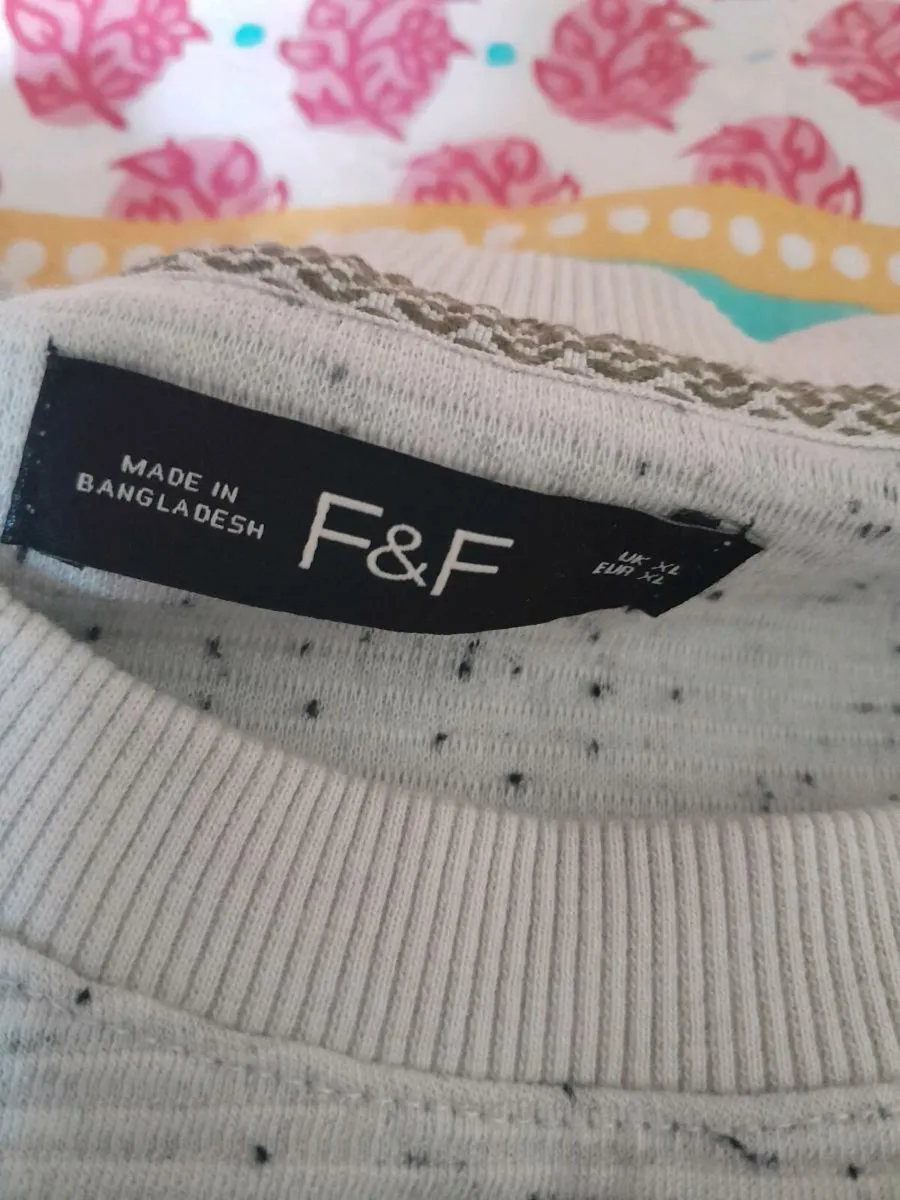 MADE IN
BANGLADESH
F&F
UK XL
EUR XL